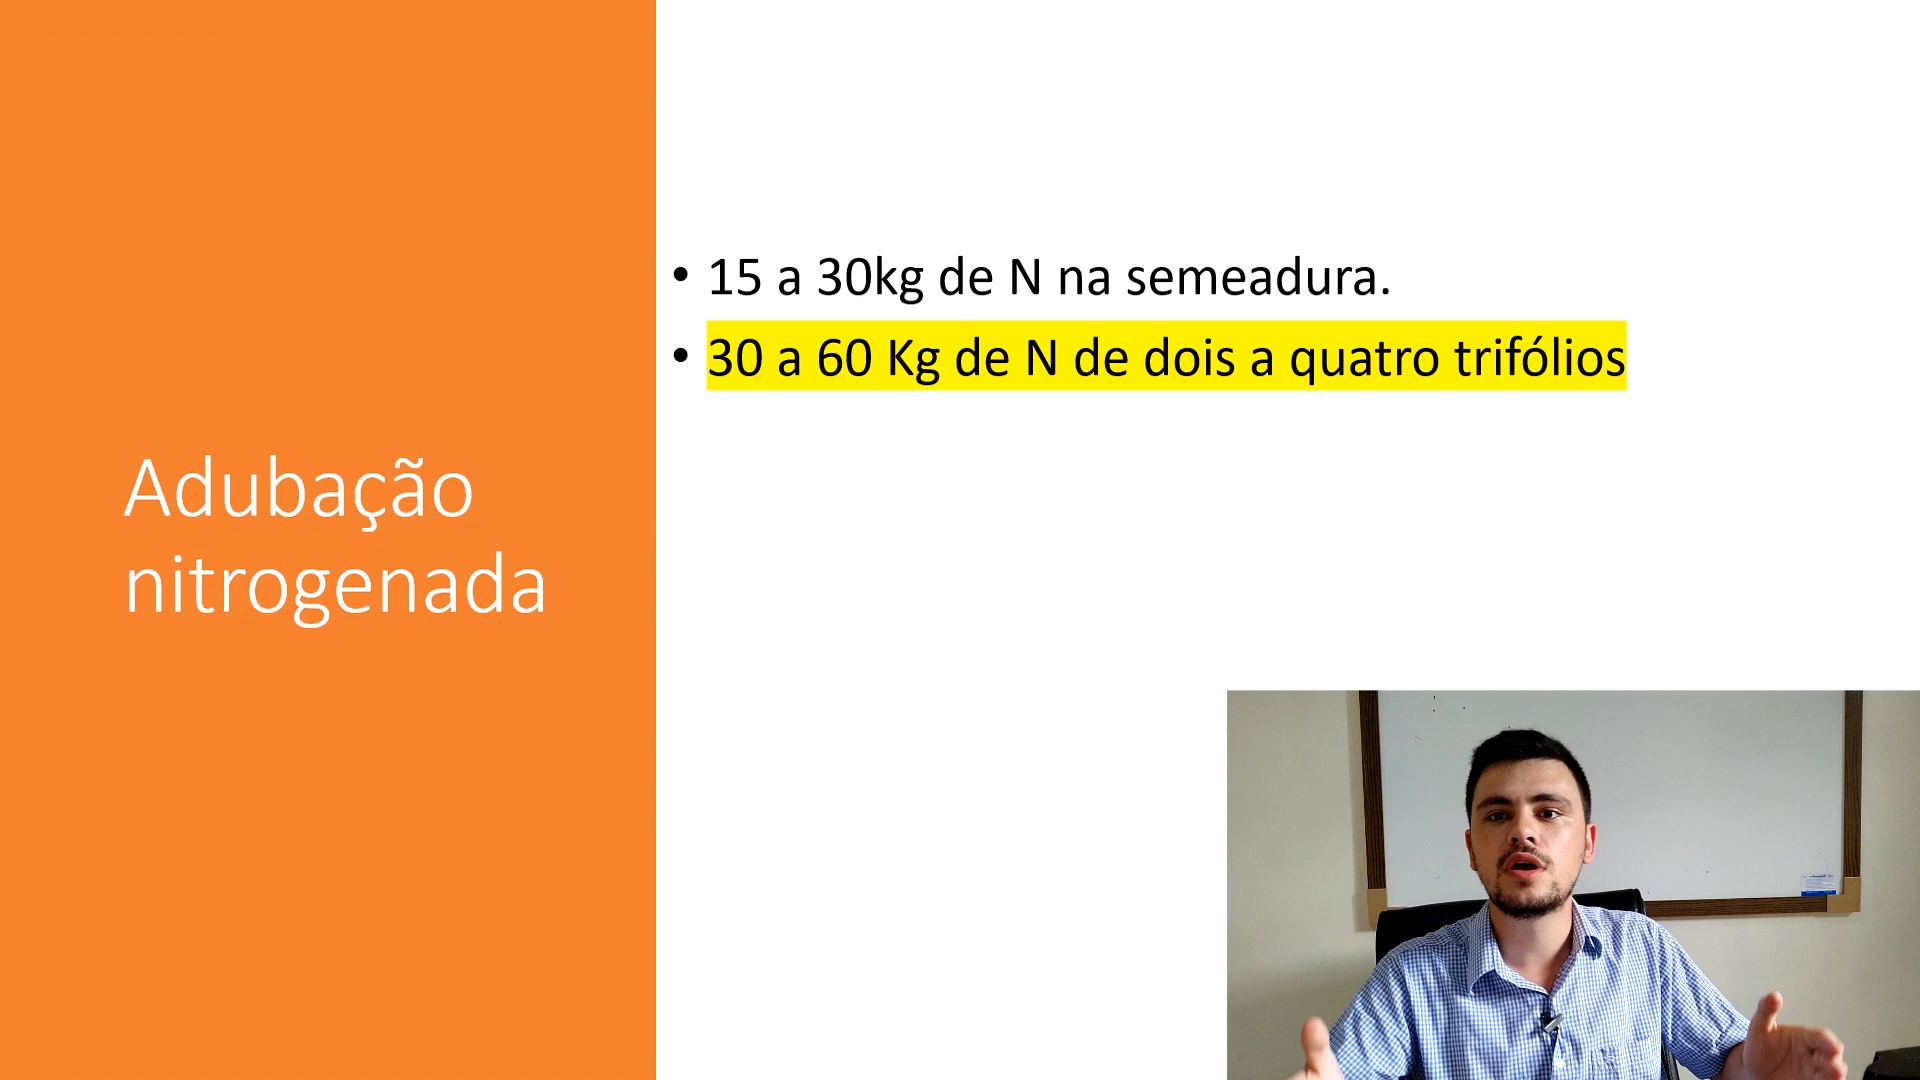 Adubação
nitrogenada
• 15 a 30kg de N na semeadura.
• 30 a 60 Kg de N de dois a quatro trifólios